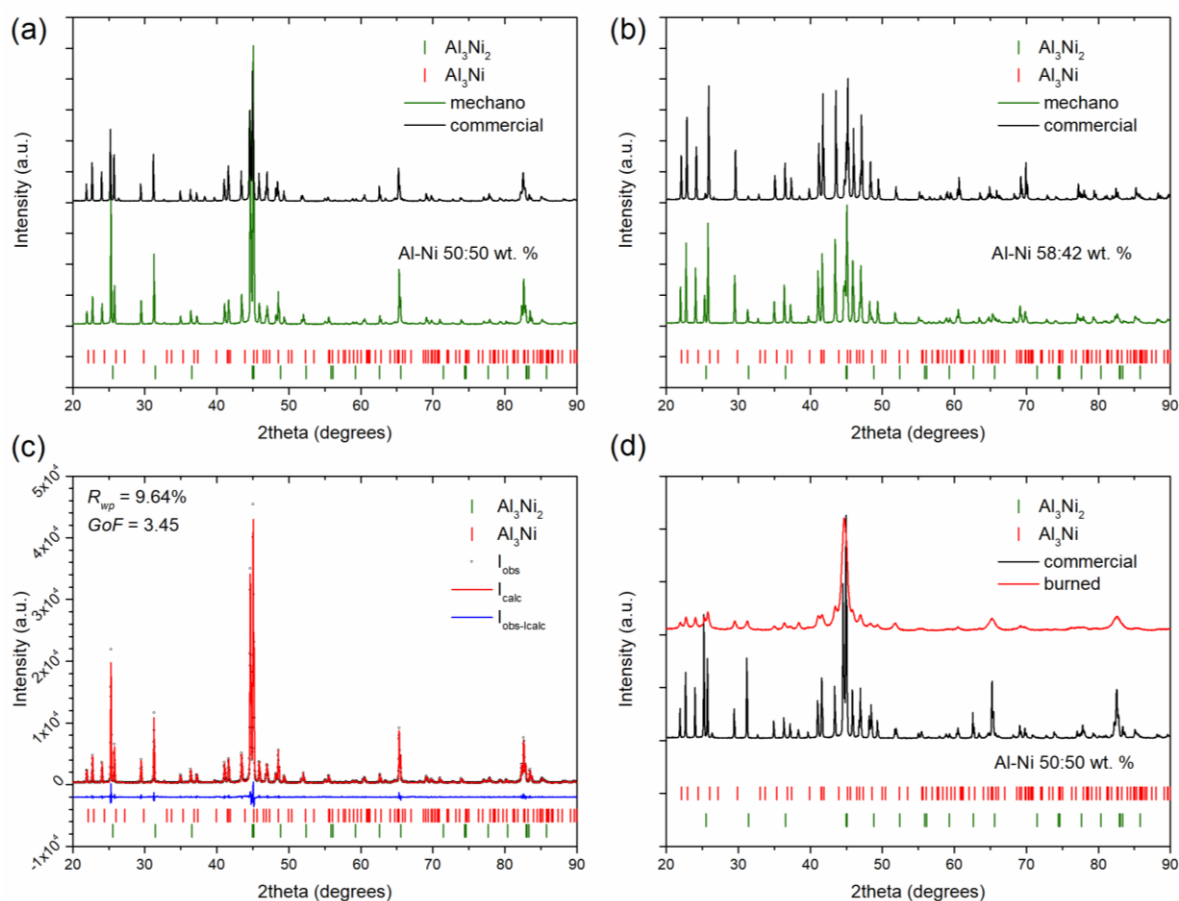 (a)
Al₃Ni₂
Al₃Ni
mechano
commercial
Al-Ni 50:50 wt. %
Intensity (a.u.)
20 30 40 50 60 70 80 90
2theta (degrees)
(b)
Al₃Ni₂
Al₃Ni
mechano
commercial
Al-Ni 58:42 wt. %
Intensity (a.u.)
20 30 40 50 60 70 80 90
2theta (degrees)
(c)
R_wp = 9.64%
GoF = 3.45
Al₃Ni₂
Al₃Ni
I_obs
I_calc
I_obs-Icalc
Intensity (a.u.)
5x10⁴
4x10⁴
3x10⁴
2x10⁴
1x10⁴
0
-1x10⁴
20 30 40 50 60 70 80 90
2theta (degrees)
(d)
Al₃Ni₂
Al₃Ni
commercial
burned
Al-Ni 50:50 wt. %
Intensity (a.u.)
20 30 40 50 60 70 80 90
2theta (degrees)